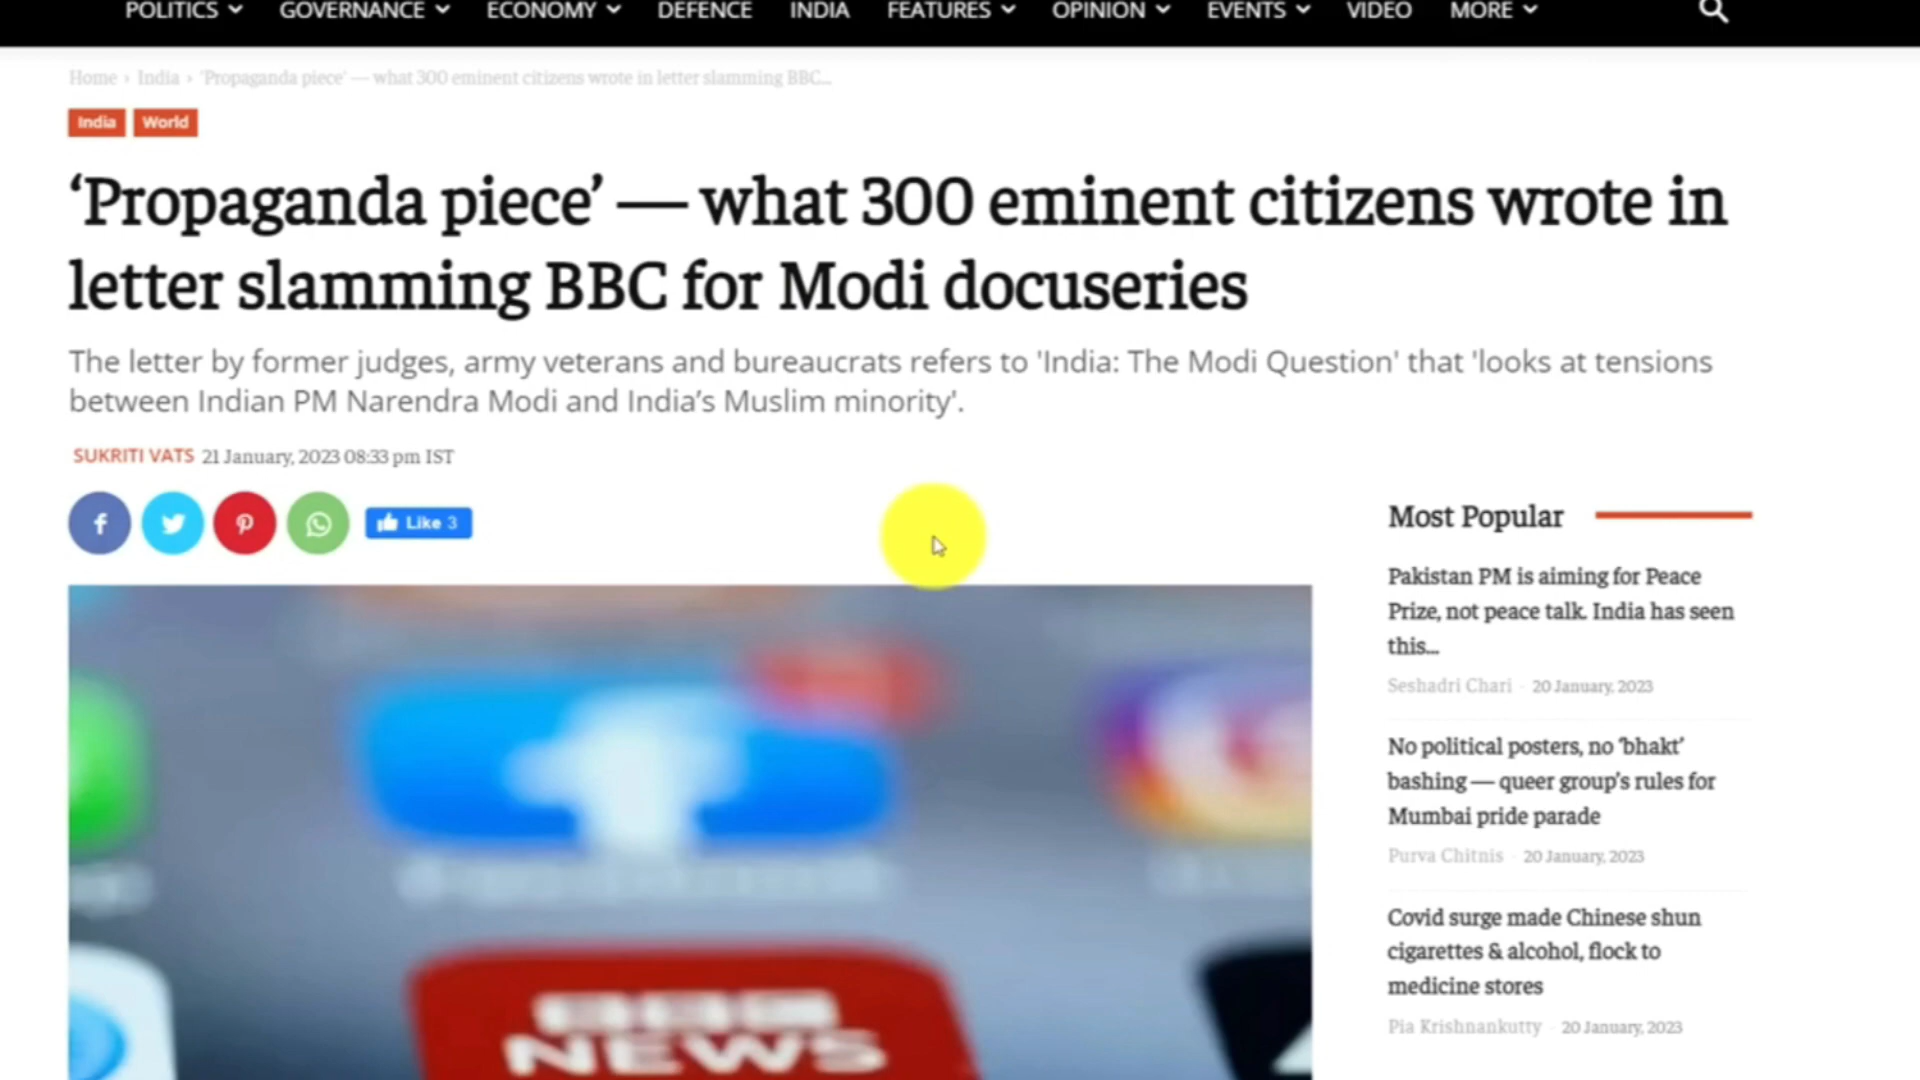 POLITICS GOVERNANCE ECONOMY DEFENCE INDIA FEATURES OPINION EVENTS VIDEO MORE
Home › India › 'Propaganda piece' — what 300 eminent citizens wrote in letter slamming BBC...
India World
‘Propaganda piece’ — what 300 eminent citizens wrote in
letter slamming BBC for Modi docuseries
The letter by former judges, army veterans and bureaucrats refers to 'India: The Modi Question' that 'looks at tensions
between Indian PM Narendra Modi and India’s Muslim minority'.
SUKRITI VATS 21 January, 2023 08:33 pm IST
Like 3
BBC
NEWS
Most Popular
Pakistan PM is aiming for Peace
Prize, not peace talk. India has seen
this...
Seshadri Chari - 20 January, 2023
No political posters, no ‘bhakt’
bashing — queer group’s rules for
Mumbai pride parade
Purva Chitnis - 20 January, 2023
Covid surge made Chinese shun
cigarettes & alcohol, flock to
medicine stores
Pia Krishnankutty - 20 January, 2023